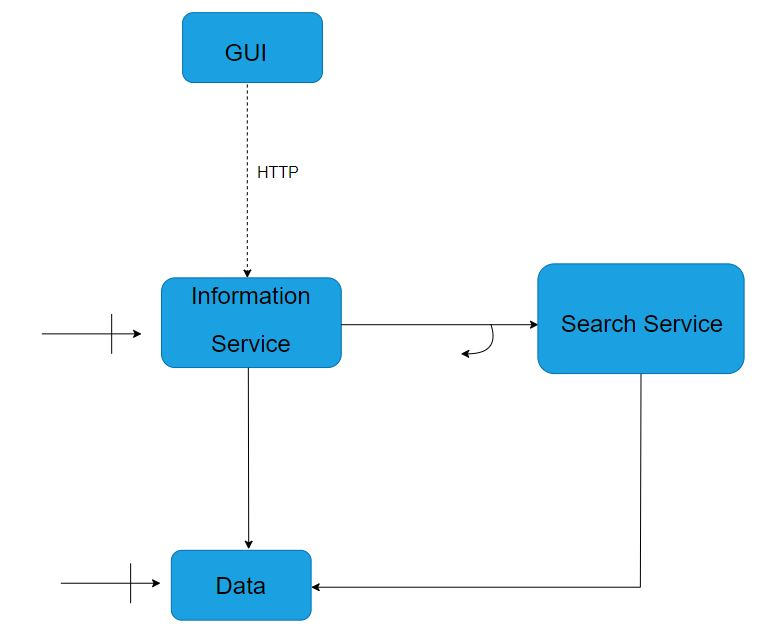 GUI
HTTP
Information
Service
Search Service
Data